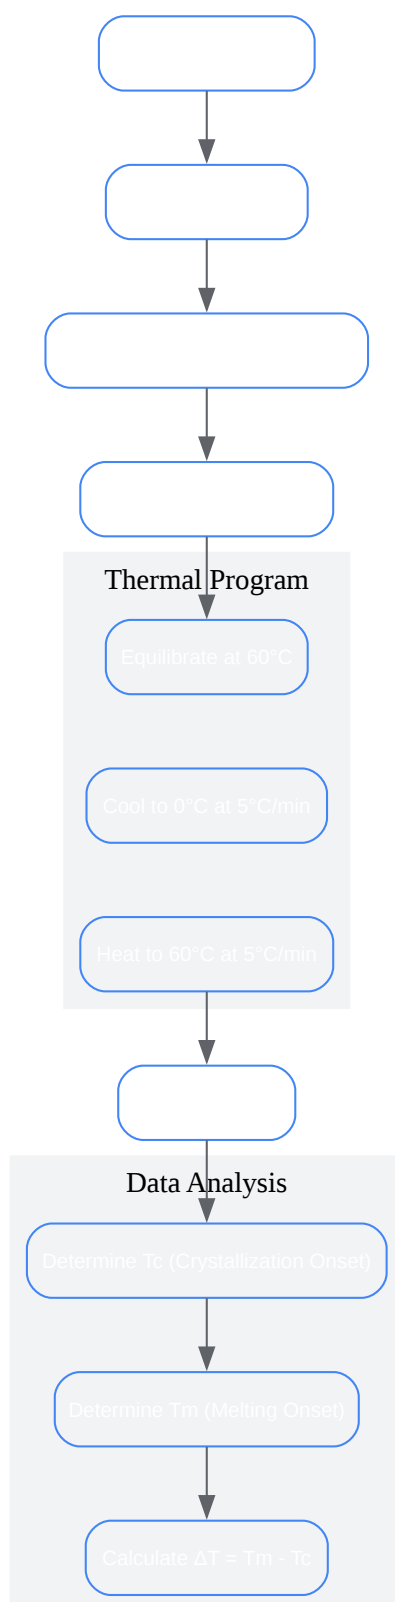 Thermal Program
Equilibrate at 60°C
Cool to 0°C at 5°C/min
Heat to 60°C at 5°C/min
Data Analysis
Determine Tc (Crystallization Onset)
Determine Tm (Melting Onset)
Calculate ΔT = Tm - Tc